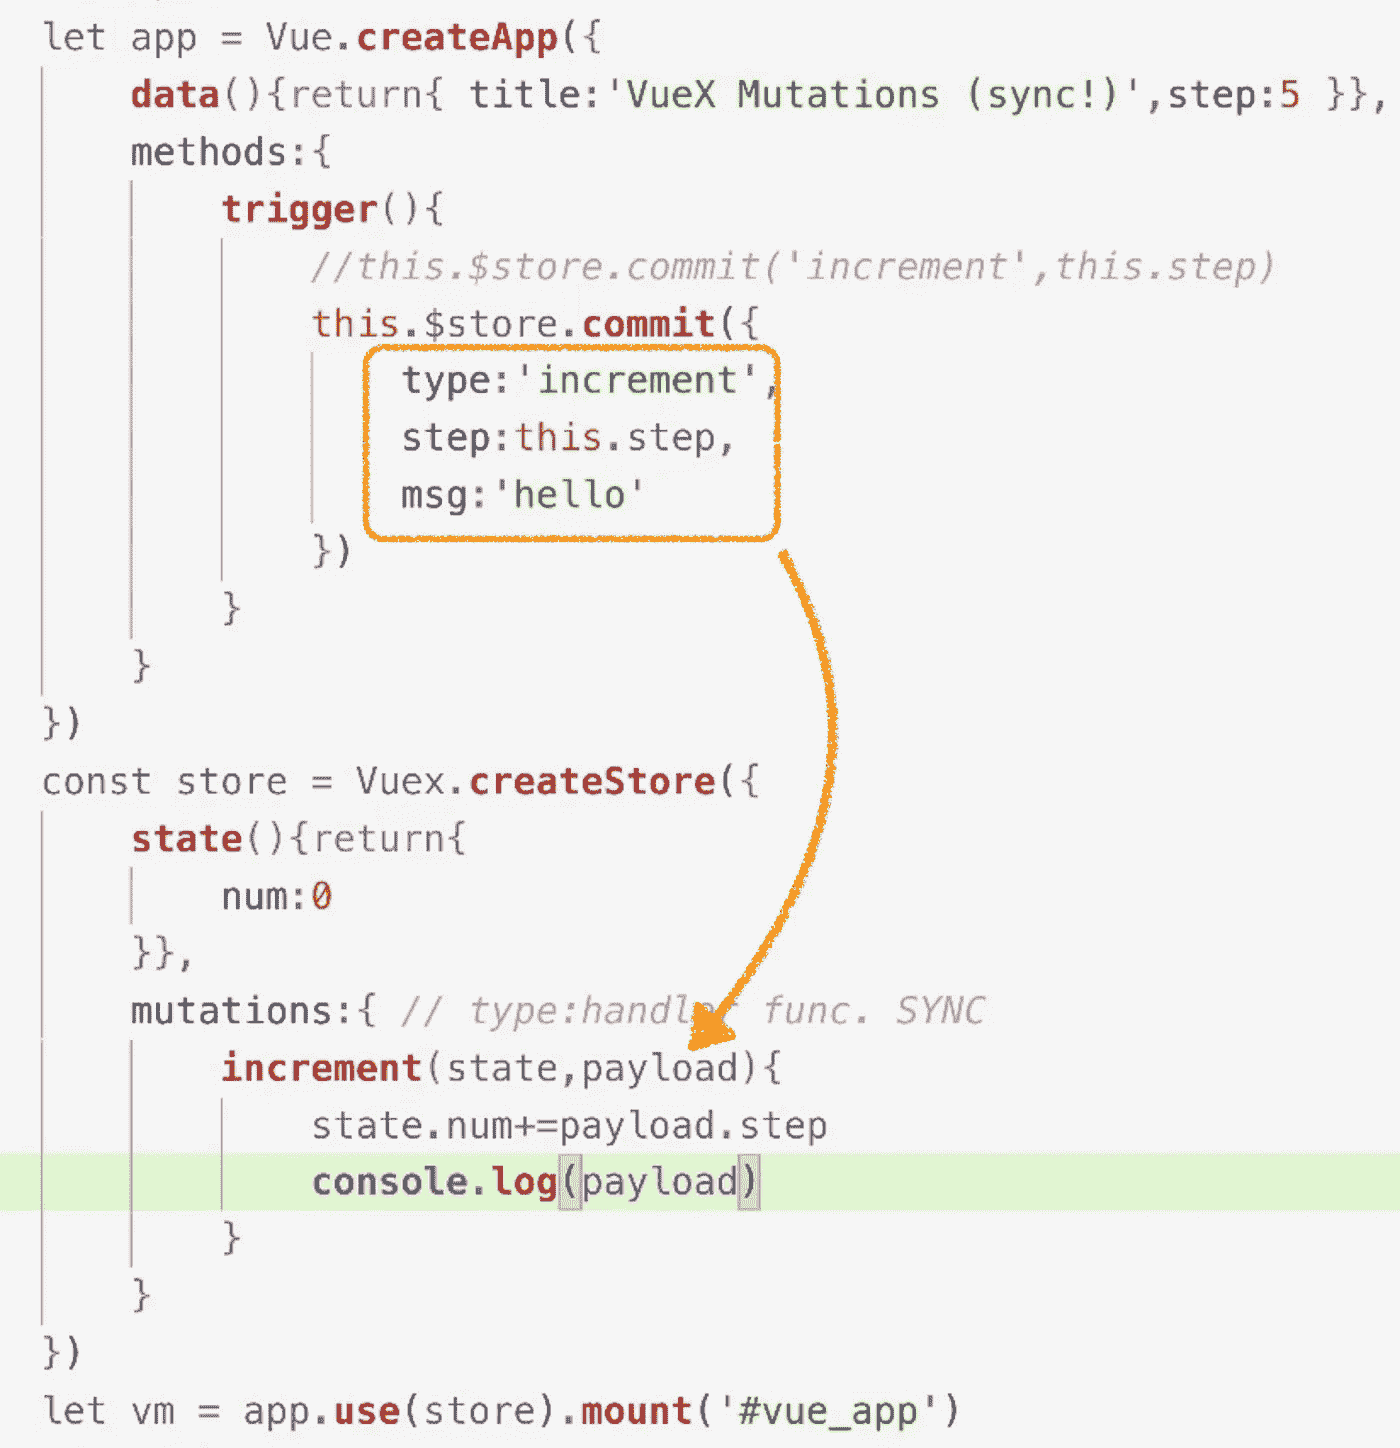 let app = Vue.createApp({
data(){return{ title:'VueX Mutations (sync!)',step:5 }},
methods:{
trigger(){
//this.$store.commit('increment',this.step)
this.$store.commit({
type:'increment',
step:this.step,
msg:'hello'
})
}
}
})
const store = Vuex.createStore({
state(){return{
num:0
}},
mutations:{ // type:handler func. SYNC
increment(state,payload){
state.num+=payload.step
console.log(payload)
}
}
})
let vm = app.use(store).mount('#vue_app')